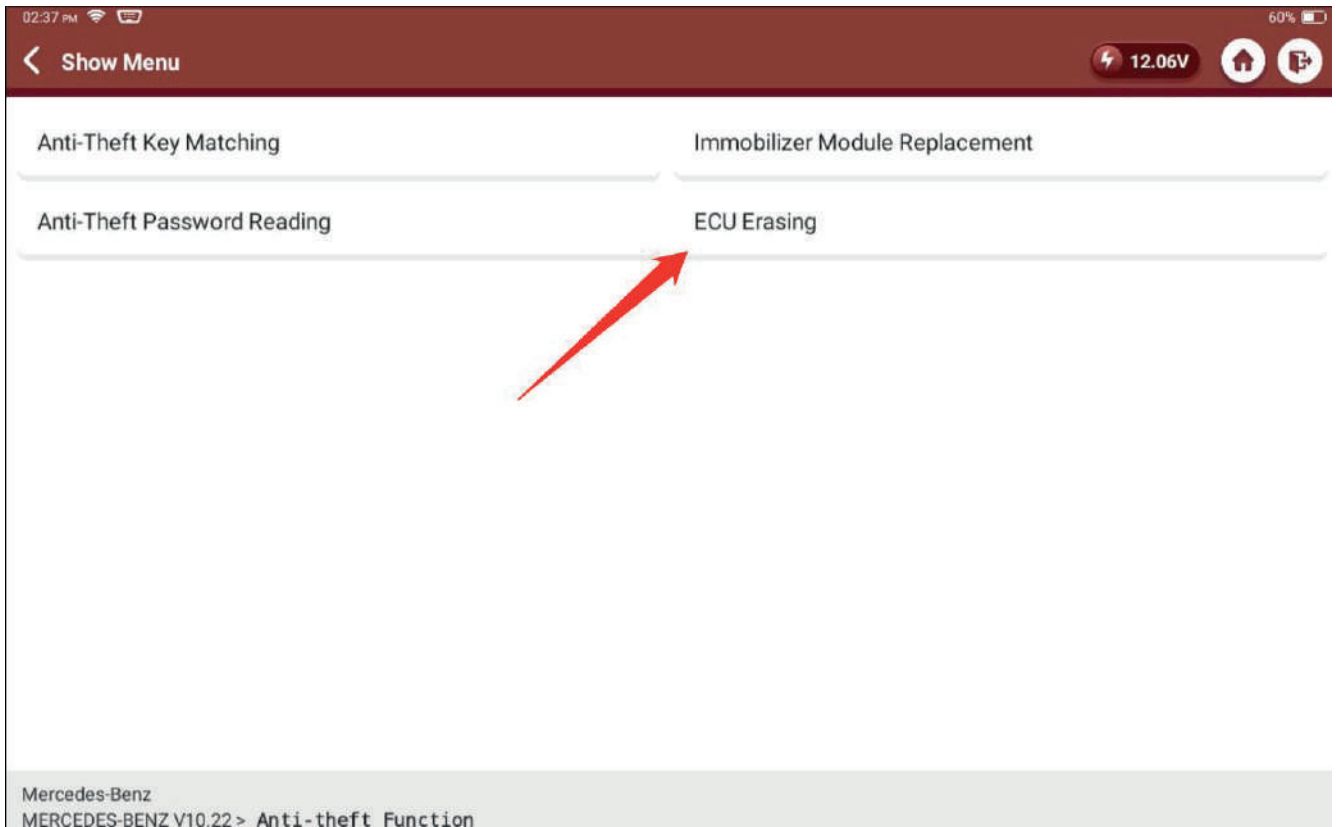 02:37 PM 60%
Show Menu 12.06V
Anti-Theft Key Matching Immobilizer Module Replacement
Anti-Theft Password Reading ECU Erasing
Mercedes-Benz
MERCEDES-BENZ V10.22 > Anti-theft Function